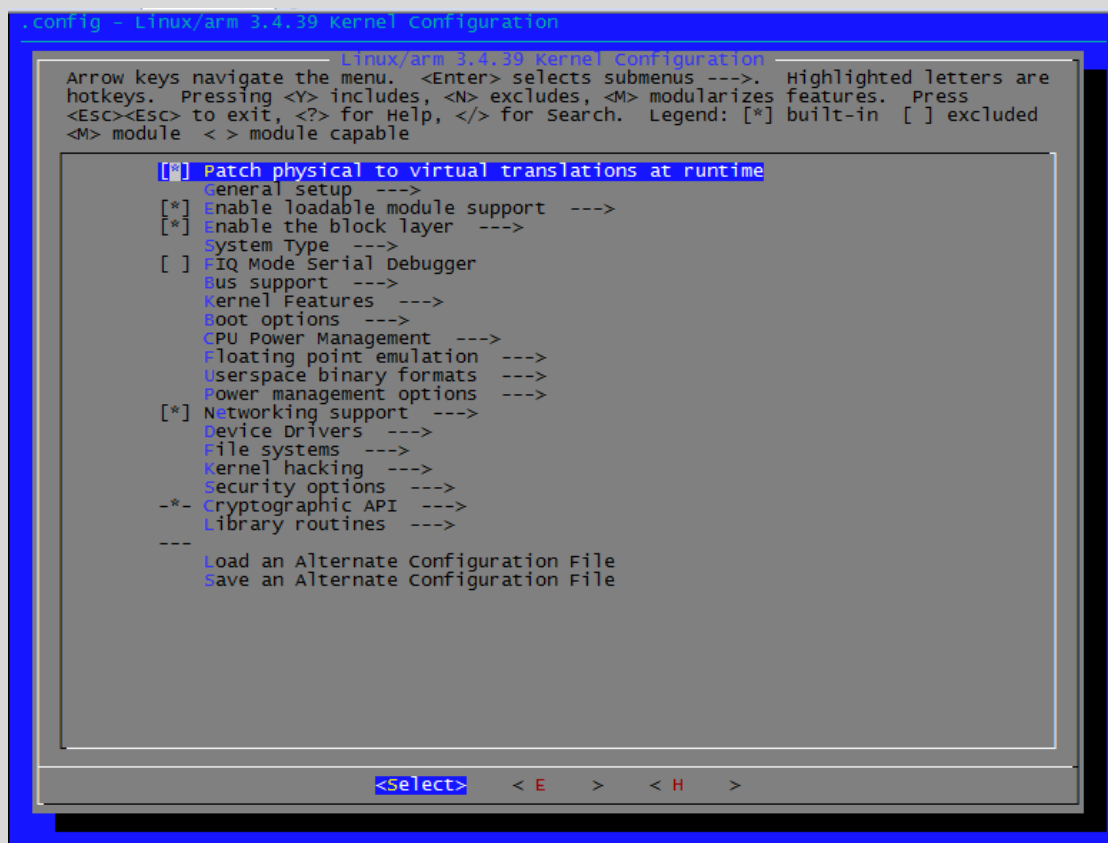 .config - Linux/arm 3.4.39 Kernel Configuration
Linux/arm 3.4.39 Kernel Configuration
Arrow keys navigate the menu.  <Enter> selects submenus --->.  Highlighted letters are
hotkeys.  Pressing <Y> includes, <N> excludes, <M> modularizes features.  Press
<Esc><Esc> to exit, <?> for Help, </> for Search.  Legend: [*] built-in  [ ] excluded
<M> module  < > module capable
[*] Patch physical to virtual translations at runtime
General setup  --->
[*] Enable loadable module support  --->
[*] Enable the block layer  --->
System Type  --->
[ ] FIQ Mode Serial Debugger
Bus support  --->
Kernel Features  --->
Boot options  --->
CPU Power Management  --->
Floating point emulation  --->
Userspace binary formats  --->
Power management options  --->
[*] Networking support  --->
Device Drivers  --->
File systems  --->
Kernel hacking  --->
Security options  --->
-*- Cryptographic API  --->
Library routines  --->
---
Load an Alternate Configuration File
Save an Alternate Configuration File
<Select>    < E    >    < H    >